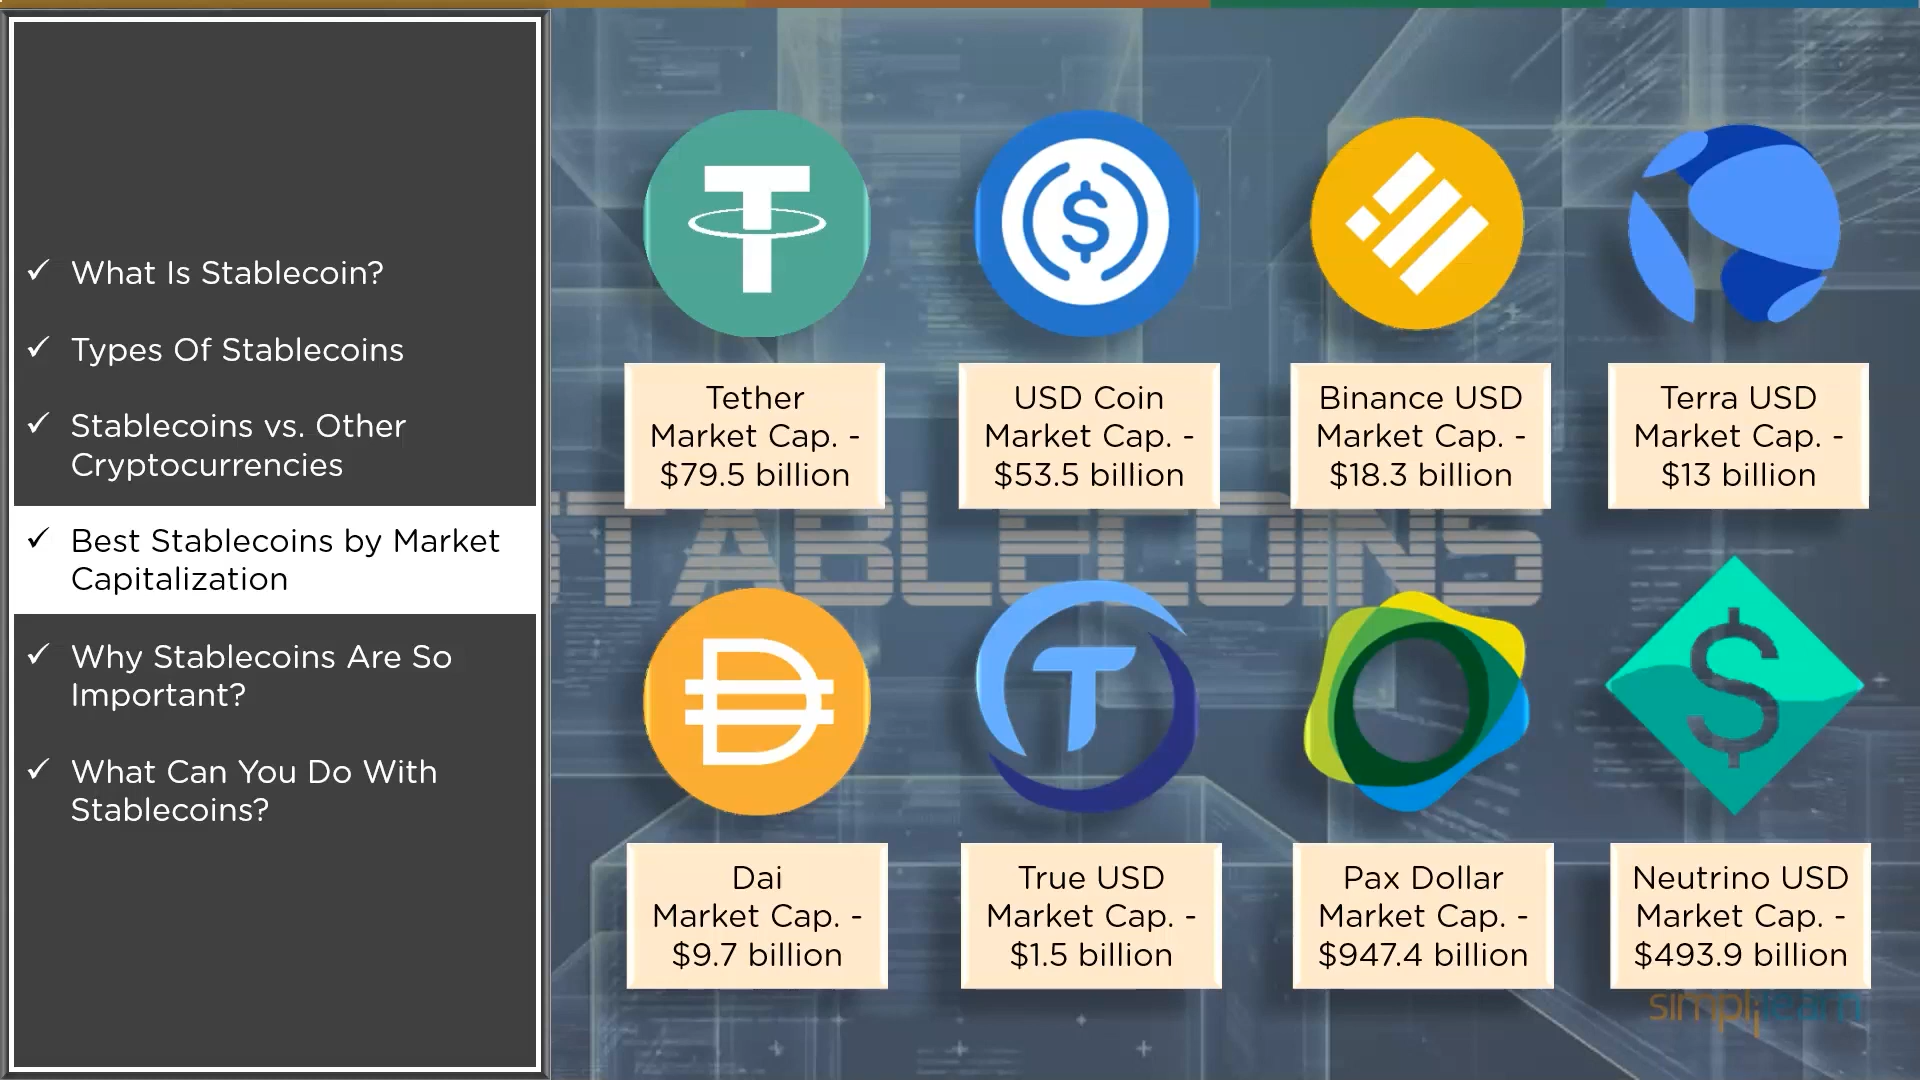 What Is Stablecoin?
Types Of Stablecoins
Stablecoins vs. Other
Cryptocurrencies
Best Stablecoins by Market
Capitalization
Why Stablecoins Are So
Important?
What Can You Do With
Stablecoins?
Tether
Market Cap. -
$79.5 billion
USD Coin
Market Cap. -
$53.5 billion
Binance USD
Market Cap. -
$18.3 billion
Terra USD
Market Cap. -
$13 billion
STABLECOINS
Dai
Market Cap. -
$9.7 billion
True USD
Market Cap. -
$1.5 billion
Pax Dollar
Market Cap. -
$947.4 billion
Neutrino USD
Market Cap. -
$493.9 billion
simplilearn